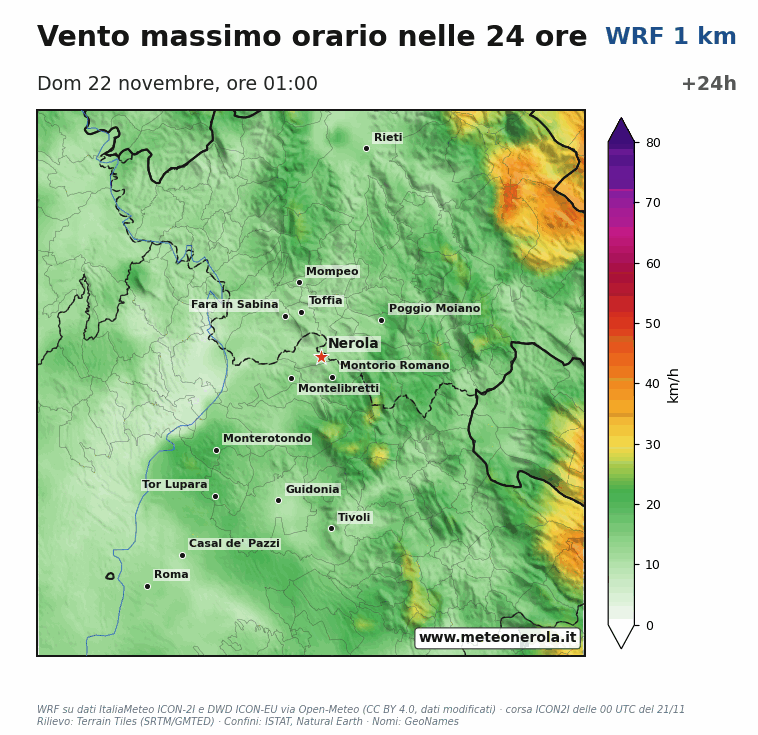 Vento massimo orario nelle 24 ore WRF 1 km
Dom 22 novembre, ore 01:00 +24h
Rieti
Mompeo
Fara in Sabina
Toffia
Poggio Moiano
Nerola
Montorio Romano
Montelibretti
Monterotondo
Tor Lupara
Guidonia
Tivoli
Casal de' Pazzi
Roma
www.meteonerola.it
80
70
60
50
40
30
20
10
0
km/h
WRF su dati ItaliaMeteo ICON-2I e DWD ICON-EU via Open-Meteo (CC BY 4.0, dati modificati) · corsa ICON2I delle 00 UTC del 21/11
Rilievo: Terrain Tiles (SRTM/GMTED) · Confini: ISTAT, Natural Earth · Nomi: GeoNames